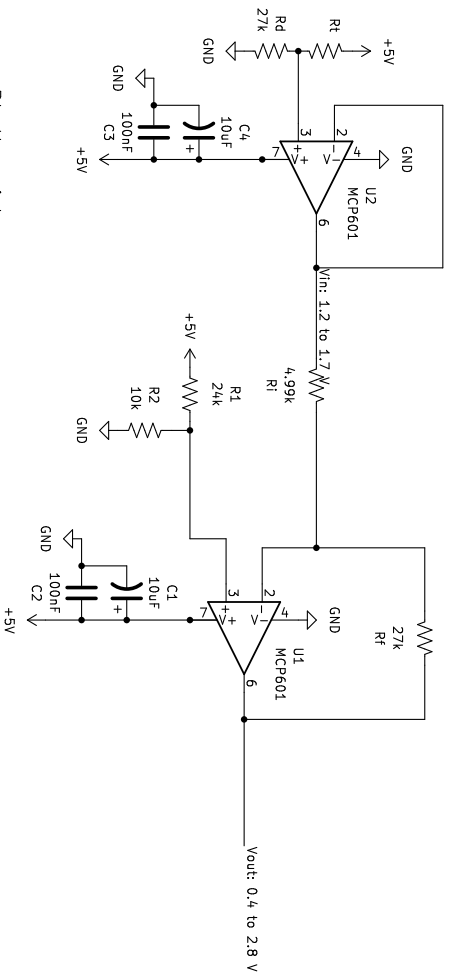 +5V
Rt
Rd
27k
GND
GND
2
3
4
7
6
V-
V+
U2
MCP601
C4
10uF
100nF
C3
GND
+5V
Vin: 1.2 to 1.7 V
4.99k
Ri
+5V
R1
24k
R2
10k
GND
27k
Rf
GND
2
3
4
7
6
V-
V+
U1
MCP601
C1
10uF
100nF
C2
GND
+5V
Vout: 0.4 to 2.8 V